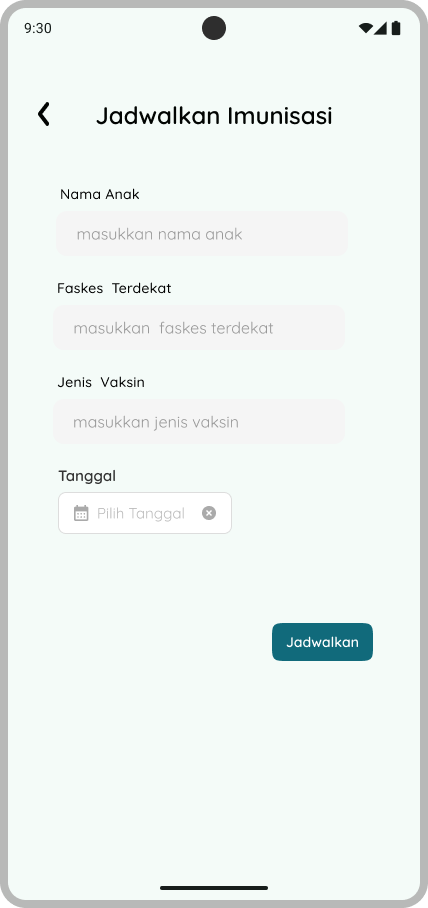 9:30
Jadwalkan Imunisasi
Nama Anak
masukkan nama anak
Faskes  Terdekat
masukkan  faskes terdekat
Jenis  Vaksin
masukkan jenis vaksin
Tanggal
Pilih Tanggal
Jadwalkan